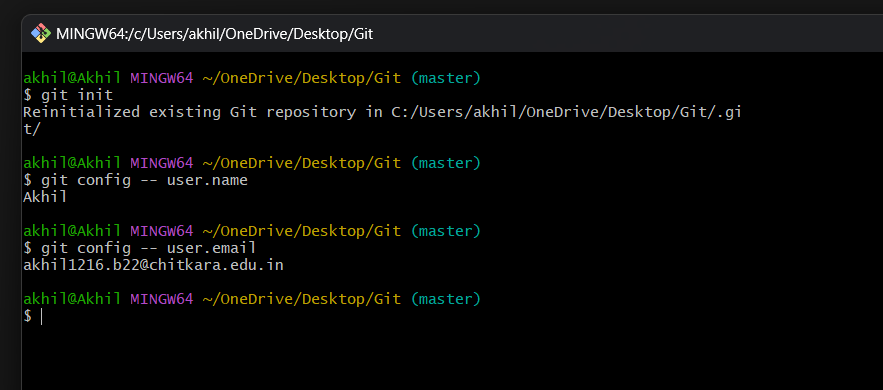 MINGW64:/c/Users/akhil/OneDrive/Desktop/Git
akhil@Akhil MINGW64 ~/OneDrive/Desktop/Git (master)
$ git init
Reinitialized existing Git repository in C:/Users/akhil/OneDrive/Desktop/Git/.gi
t/
akhil@Akhil MINGW64 ~/OneDrive/Desktop/Git (master)
$ git config -- user.name
Akhil
akhil@Akhil MINGW64 ~/OneDrive/Desktop/Git (master)
$ git config -- user.email
akhil1216.b22@chitkara.edu.in
akhil@Akhil MINGW64 ~/OneDrive/Desktop/Git (master)
$